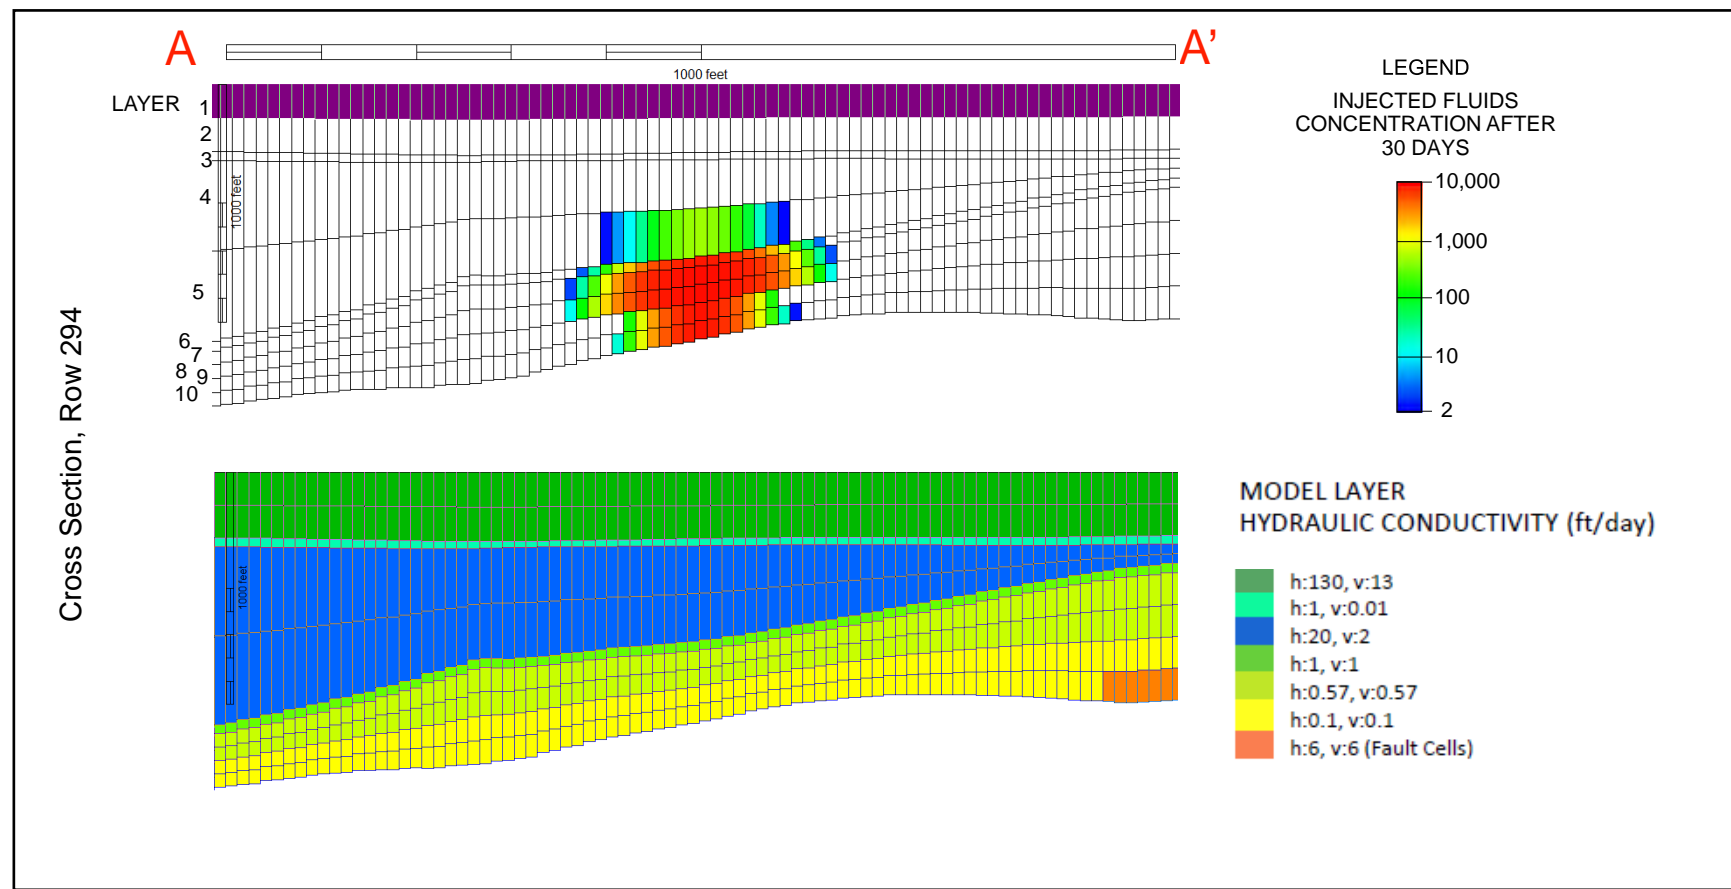 A
A'
1000 feet
LAYER
1
2
3
4
5
6
7
8
9
10
1000 feet
Cross Section, Row 294
LEGEND
INJECTED FLUIDS
CONCENTRATION AFTER
30 DAYS
10,000
1,000
100
10
2
1000 feet
MODEL LAYER
HYDRAULIC CONDUCTIVITY (ft/day)
h:130, v:13
h:1, v:0.01
h:20, v:2
h:1, v:1
h:0.57, v:0.57
h:0.1, v:0.1
h:6, v:6 (Fault Cells)